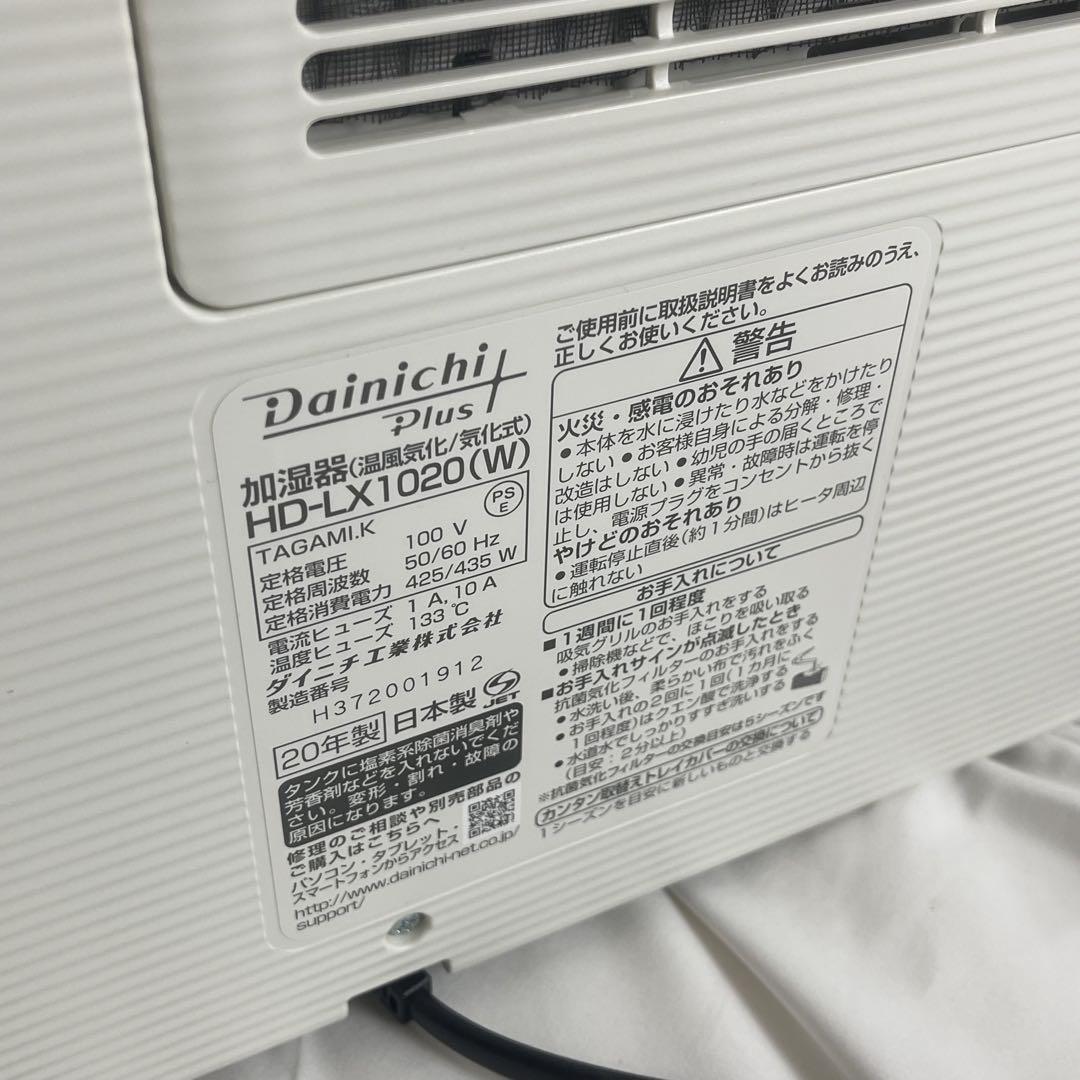 Dainichi
Plus
加湿器(温風気化/気化式)
HD-LX1020(W)
TAGAMI.K
PS
E
定格電圧 100 V
定格周波数 50/60 Hz
定格消費電力 425/435 W
電流ヒューズ 1 A,10 A
温度ヒューズ 133 ℃
ダイニチ工業株式会社
製造番号
H372001912
20年製 日本製 JET
タンクに塩素系除菌消臭剤や
芳香剤などを入れないでくだ
さい。変形・割れ・故障の
原因になります。
修理のご相談や別売部品の
ご購入はこちらへ
パソコン・タブレット・
スマートフォンからアクセス
http://www.dainichi-net.co.jp/
support/
ご使用前に取扱説明書をよくお読みのうえ、
正しくお使いください。
警告
火災・感電のおそれあり
●本体を水に浸けたり水などをかけたり
しない ●お客様自身による分解・修理・
改造はしない ●幼児の手の届くところで
は使用しない ●異常・故障時は運転を停
止し、電源プラグをコンセントから抜く
やけどのおそれあり
●運転停止直後(約1分間)はヒータ周辺
に触れない
お手入れについて
■1週間に1回程度
吸気グリルのお手入れをする
●掃除機などで、ほこりを吸い取る
■お手入れサインが点滅したとき
抗菌気化フィルターのお手入れをする
●水洗い後、柔らかい布で汚れをふく
●お手入れの2回に1回(1カ月に
1回程度)はクエン酸で洗浄する
●水道水でしっかりすすぎ洗いする
(目安:2分以上)
※抗菌気化フィルターの交換目安は5シーズンです
カンタン取替えトレイカバーの交換について
1シーズンを目安に新しいものと交換する